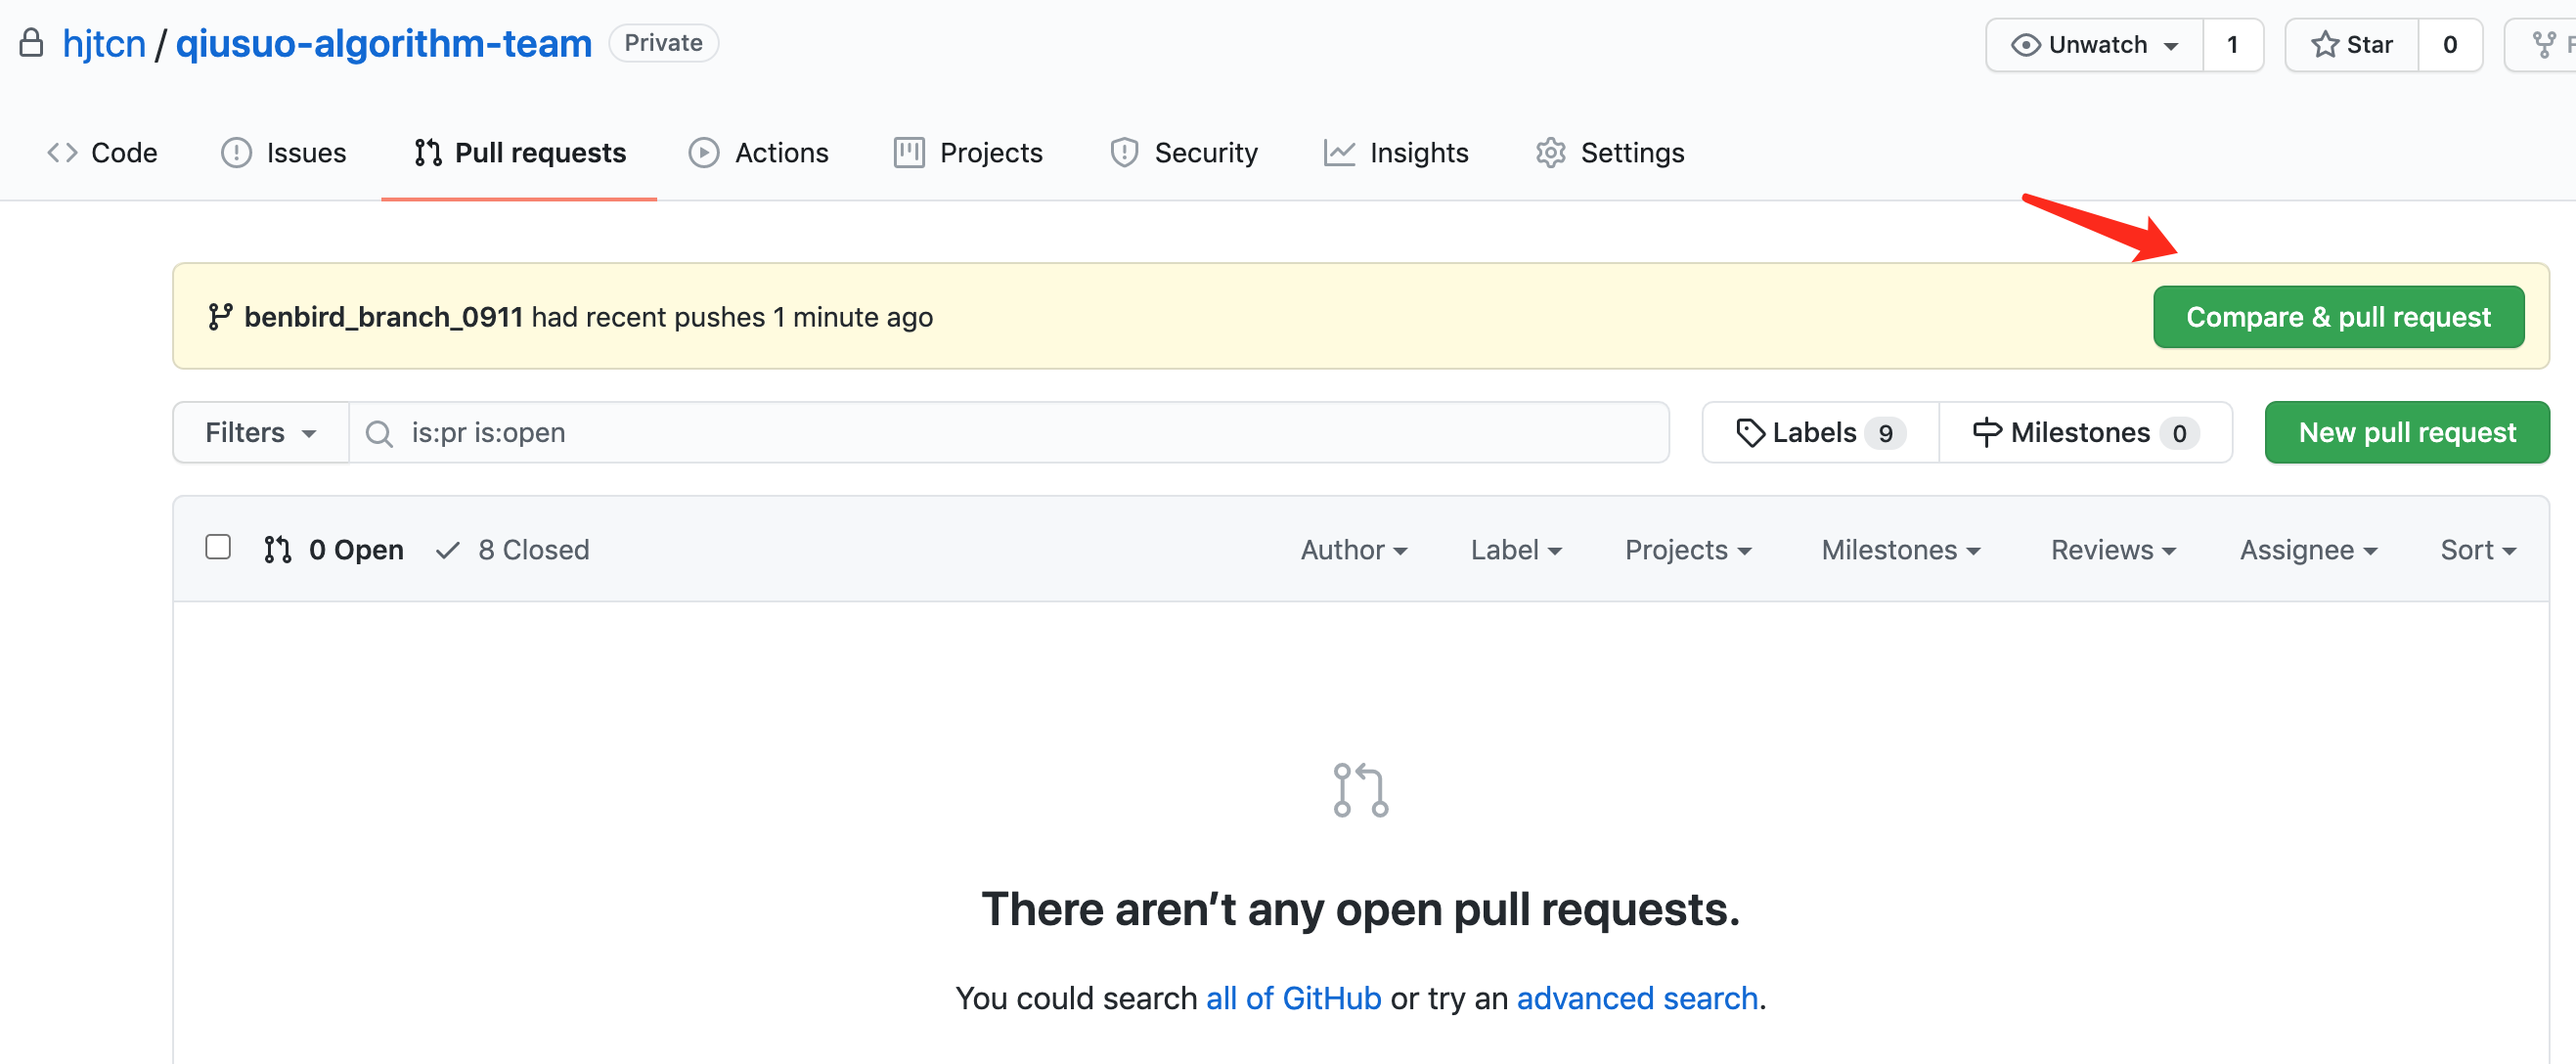 hjtcn / qiusuo-algorithm-team Private Unwatch 1 Star 0
Code Issues Pull requests Actions Projects Security Insights Settings
benbird_branch_0911 had recent pushes 1 minute ago Compare & pull request
Filters is:pr is:open Labels 9 Milestones 0 New pull request
0 Open 8 Closed Author Label Projects Milestones Reviews Assignee Sort
There aren’t any open pull requests.
You could search all of GitHub or try an advanced search.